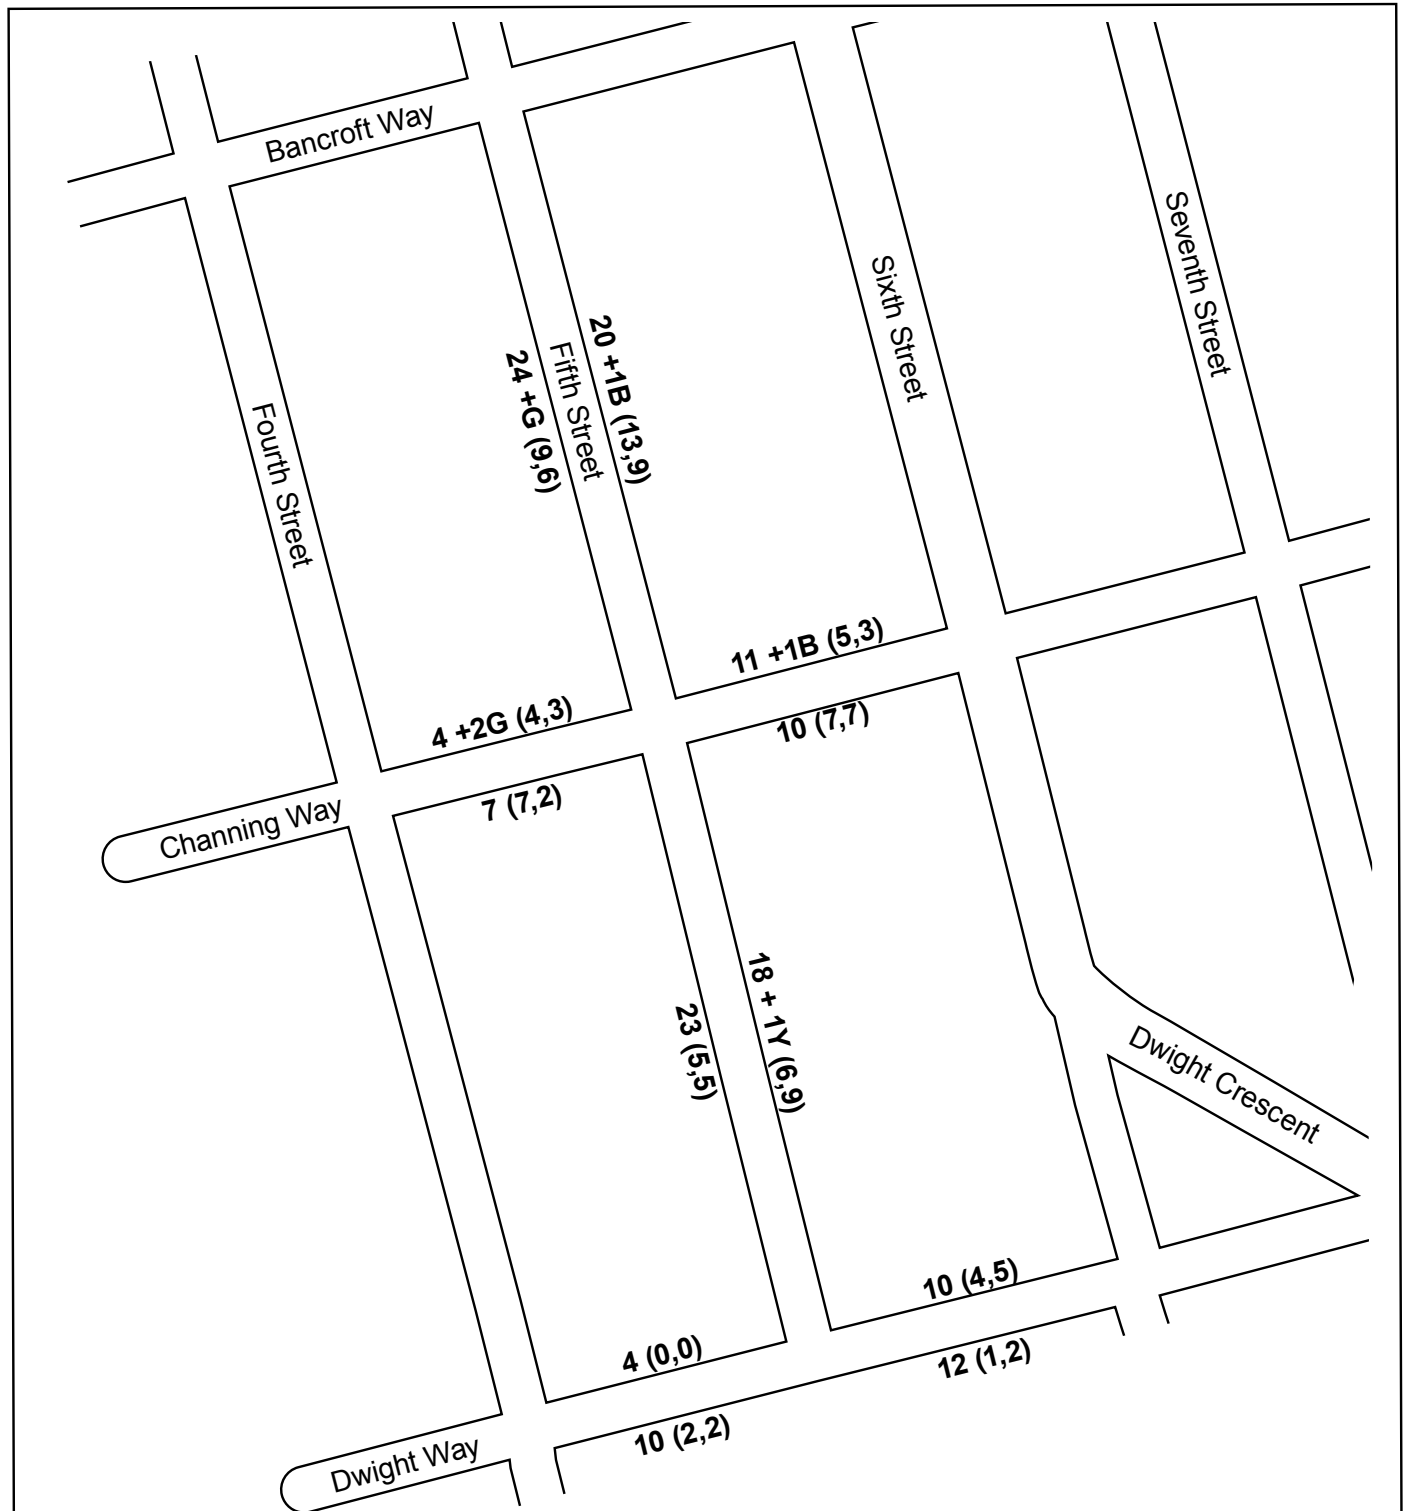 Bancroft Way
Seventh Street
Sixth Street
20 +1B (13,9)
Fifth Street
24 +G (9,6)
Fourth Street
11 +1B (5,3)
4 +2G (4,3)
10 (7,7)
7 (7,2)
Channing Way
18 + 1Y (6,9)
23 (5,5)
Dwight Crescent
10 (4,5)
4 (0,0)
12 (1,2)
10 (2,2)
Dwight Way